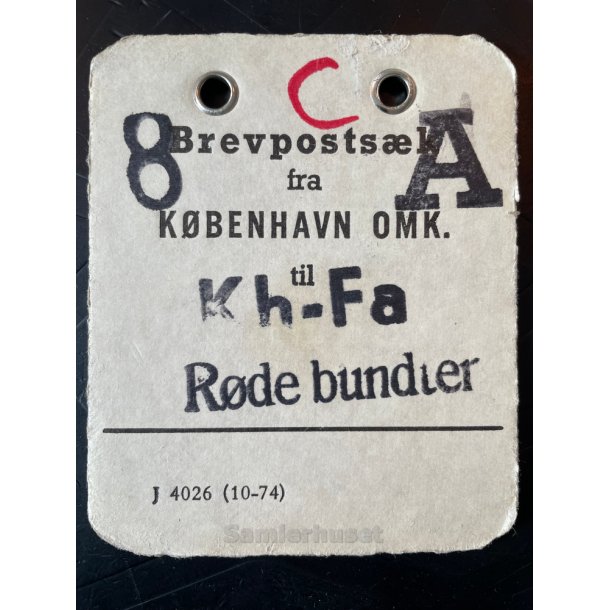 C
8 Brevpostsæk A
fra
KØBENHAVN OMK.
til
Kh-Fa
Røde bundter
J 4026 (10-74)
Samlerhuset